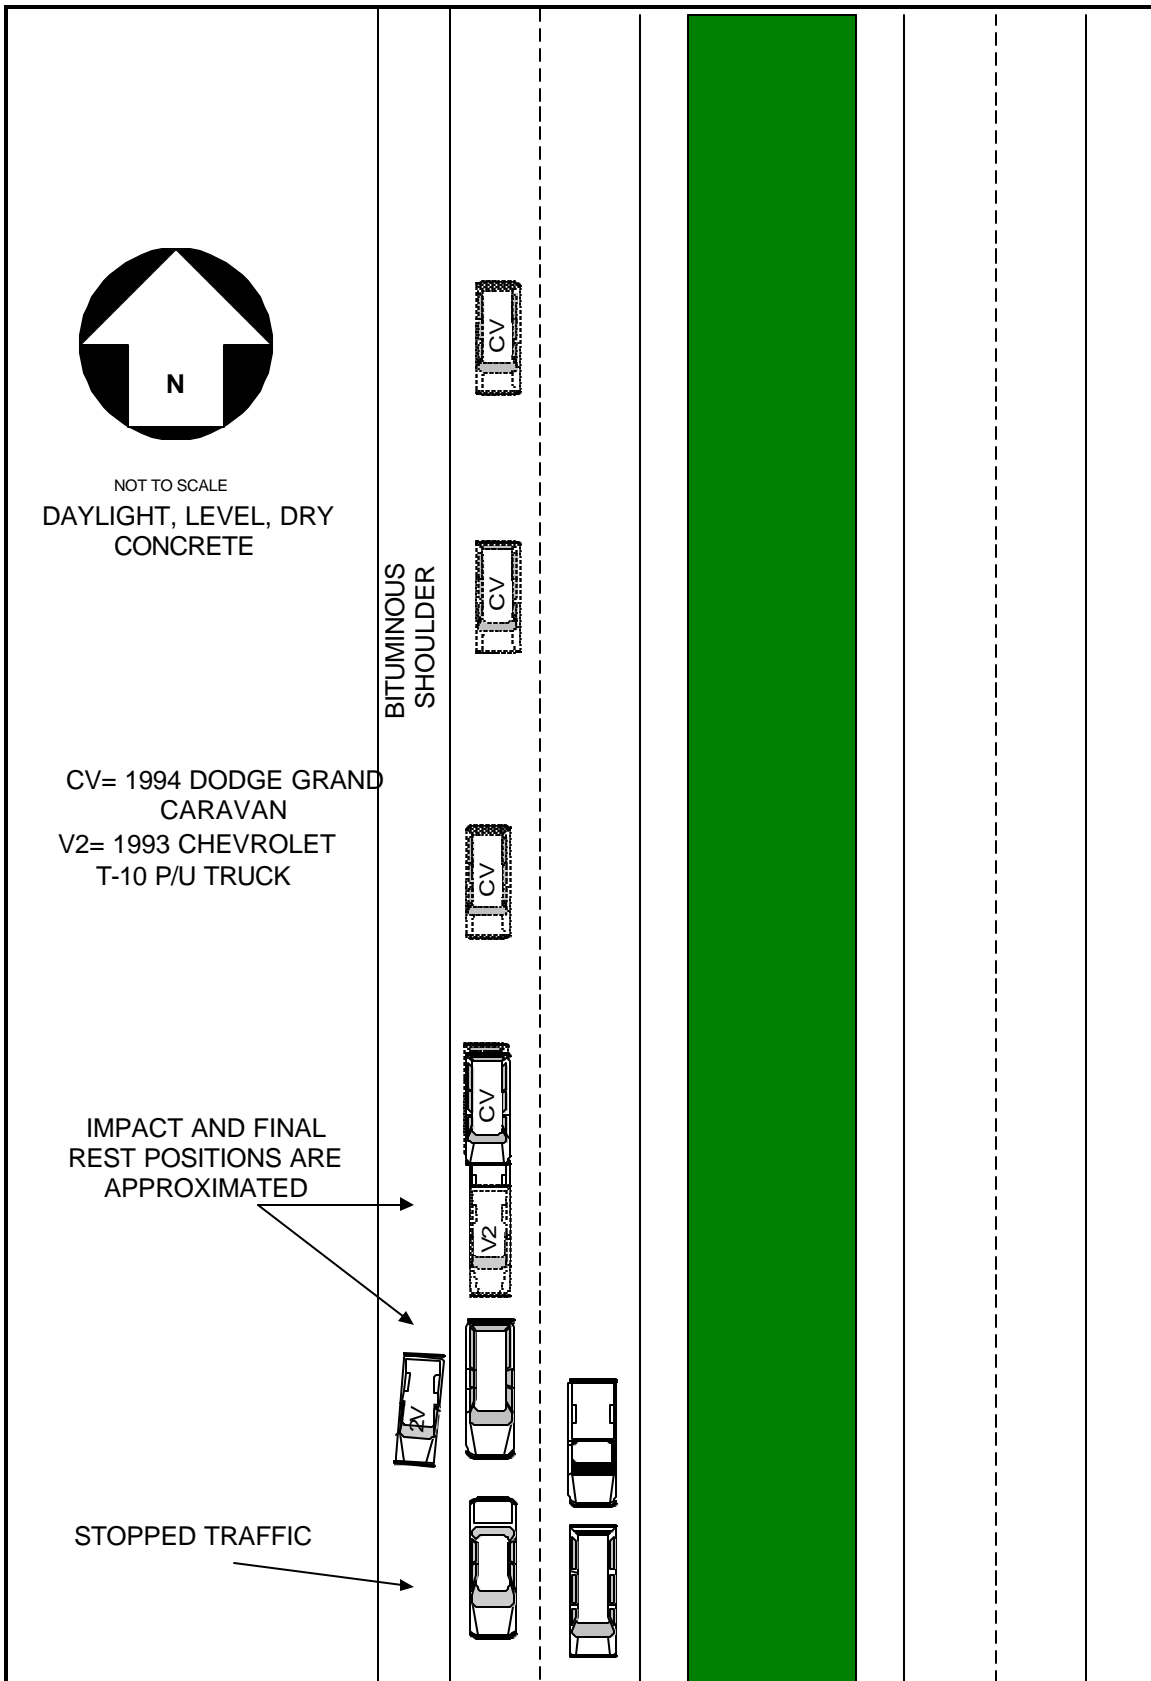 CV
N
NOT TO SCALE
DAYLIGHT, LEVEL, DRY
CONCRETE
CV
BITUMINOUS
SHOULDER
CV= 1994 DODGE GRAND
CARAVAN
V2= 1993 CHEVROLET
T-10 P/U TRUCK
CV
CV
IMPACT AND FINAL
REST POSITIONS ARE
APPROXIMATED
V2
2V
STOPPED TRAFFIC